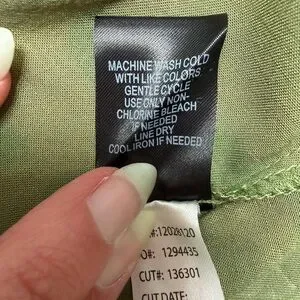 MACHINE WASH COLD
WITH LIKE COLORS
GENTLE CYCLE
USE ONLY NON-
CHLORINE BLEACH
IF NEEDED
LINE DRY
COOL IRON IF NEEDED
#:12028120
O#: 1294435
CUT#: 136301
CUT DATE: